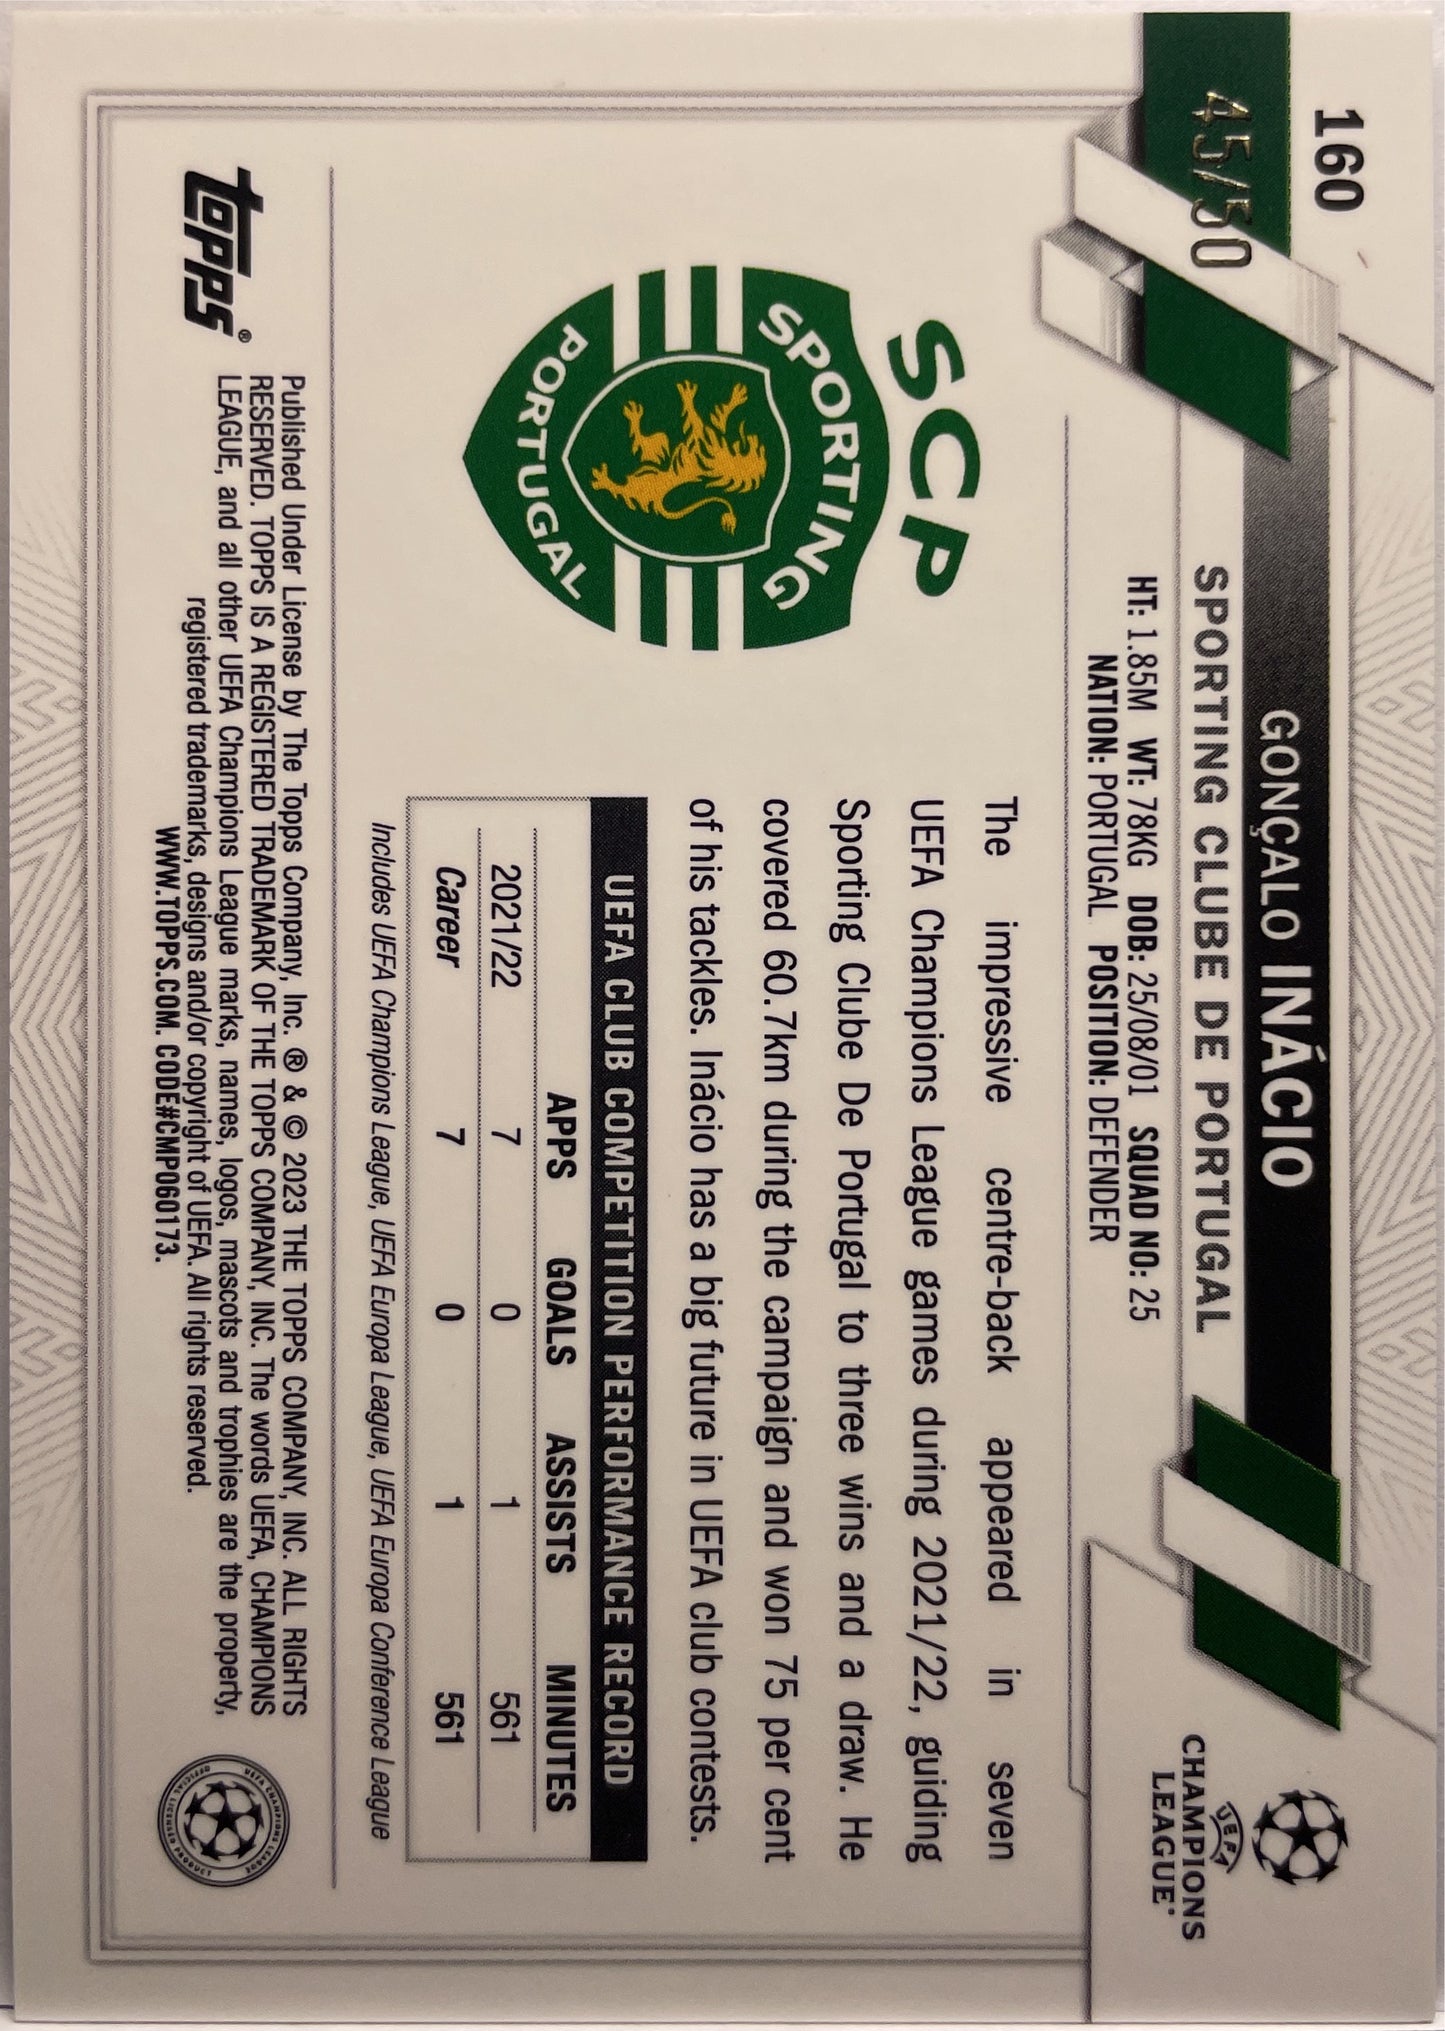 160
45/50
GONÇALO INÁCIO
SPORTING CLUBE DE PORTUGAL
HT: 1.85M WT: 78KG DOB: 25/08/01 SQUAD NO: 25
NATION: PORTUGAL POSITION: DEFENDER
UEFA
CHAMPIONS
LEAGUE
SCP
SPORTING
PORTUGAL
The impressive centre-back appeared in seven
UEFA Champions League games during 2021/22, guiding
Sporting Clube De Portugal to three wins and a draw. He
covered 60.7km during the campaign and won 75 per cent
of his tackles. Inácio has a big future in UEFA club contests.
UEFA CLUB COMPETITION PERFORMANCE RECORD
APPS GOALS ASSISTS MINUTES
2021/22 7 0 1 561
Career 7 0 1 561
Includes UEFA Champions League, UEFA Europa League, UEFA Europa Conference League
Topps®
Published Under License by The Topps Company, Inc. ® & © 2023 THE TOPPS COMPANY, INC. ALL RIGHTS
RESERVED. TOPPS IS A REGISTERED TRADEMARK OF THE TOPPS COMPANY, INC. The words UEFA, CHAMPIONS
LEAGUE, and all other UEFA Champions League marks, names, logos, mascots and trophies are the property,
registered trademarks, designs and/or copyright of UEFA. All rights reserved.
WWW.TOPPS.COM. CODE#CMP060173.
UEFA CHAMPIONS LEAGUE
OFFICIAL LICENSED PRODUCT